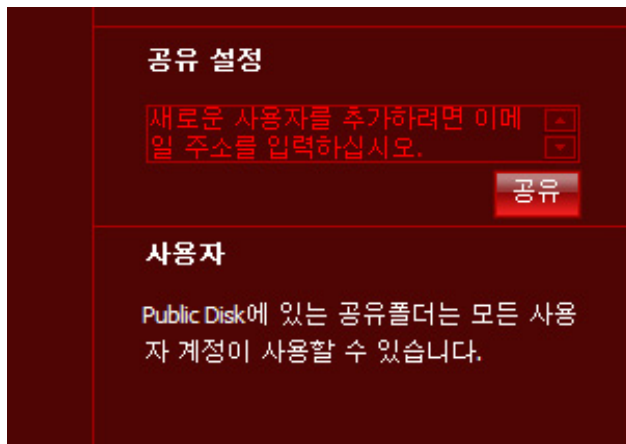 공유 설정
새로운 사용자를 추가하려면 이메
일 주소를 입력하십시오.
공유
사용자
Public Disk에 있는 공유폴더는 모든 사용
자 계정이 사용할 수 있습니다.